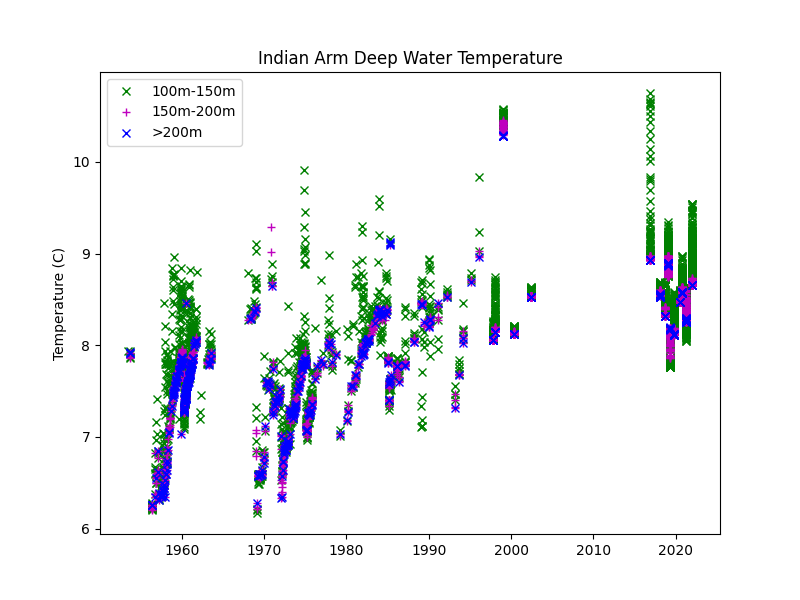 Indian Arm Deep Water Temperature
100m-150m
150m-200m
>200m
Temperature (C)
10
9
8
7
6
1960 1970 1980 1990 2000 2010 2020